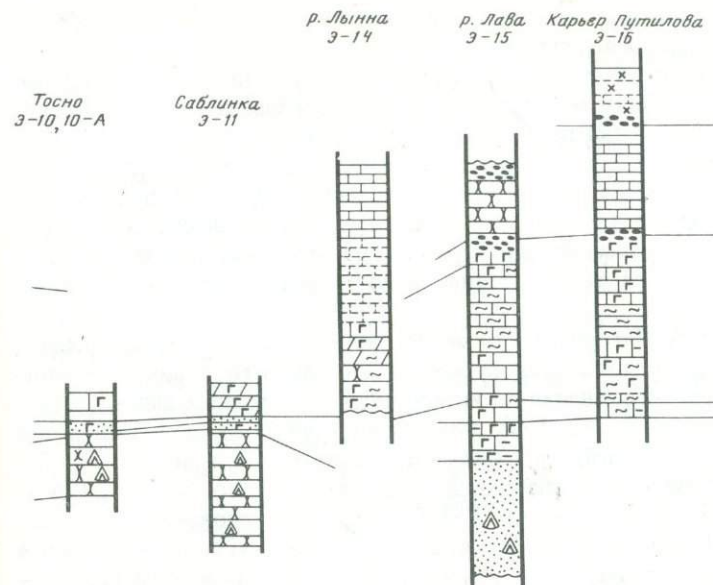 р. Лынна
Э-14
р. Лава
Э-15
Карьер Путилова
Э-16
Тосно
Э-10, 10-А
Саблинка
Э-11